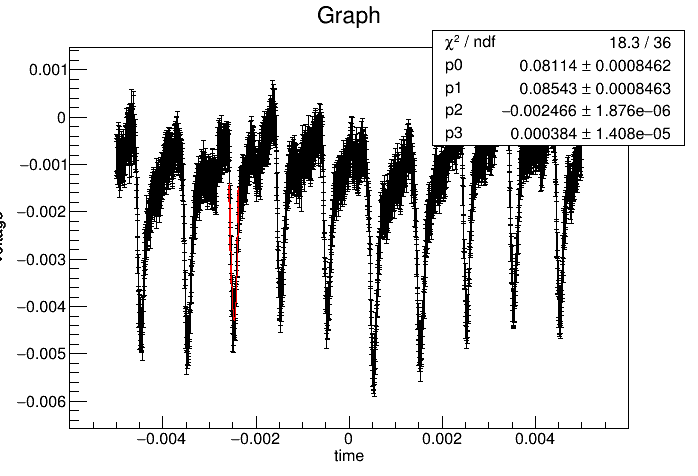 Graph
χ² / ndf 18.3 / 36
p0 0.08114 ± 0.0008462
p1 0.08543 ± 0.0008463
p2 −0.002466 ± 1.876e−06
p3 0.000384 ± 1.408e−05
0.001
0
−0.001
−0.002
−0.003
−0.004
−0.005
−0.006
−0.004 −0.002 0 0.002 0.004
time